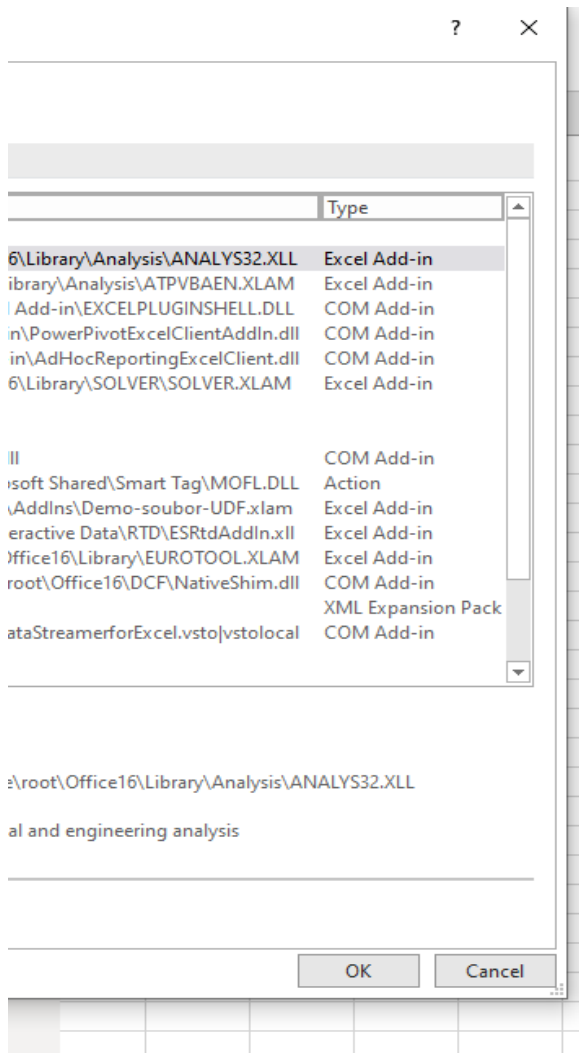 ?
Type
6\Library\Analysis\ANALYS32.XLL Excel Add-in
ibrary\Analysis\ATPVBAEN.XLAM Excel Add-in
Add-in\EXCELPLUGINSHELL.DLL COM Add-in
in\PowerPivotExcelClientAddIn.dll COM Add-in
in\AdHocReportingExcelClient.dll COM Add-in
6\Library\SOLVER\SOLVER.XLAM Excel Add-in
ll COM Add-in
soft Shared\Smart Tag\MOFL.DLL Action
\AddIns\Demo-soubor-UDF.xlam Excel Add-in
eractive Data\RTD\ESRtdAddIn.xll Excel Add-in
Office16\Library\EUROTOOL.XLAM Excel Add-in
root\Office16\DCF\NativeShim.dll COM Add-in
XML Expansion Pack
ataStreamerforExcel.vsto|vstolocal COM Add-in
e\root\Office16\Library\Analysis\ANALYS32.XLL
al and engineering analysis
OK Cancel